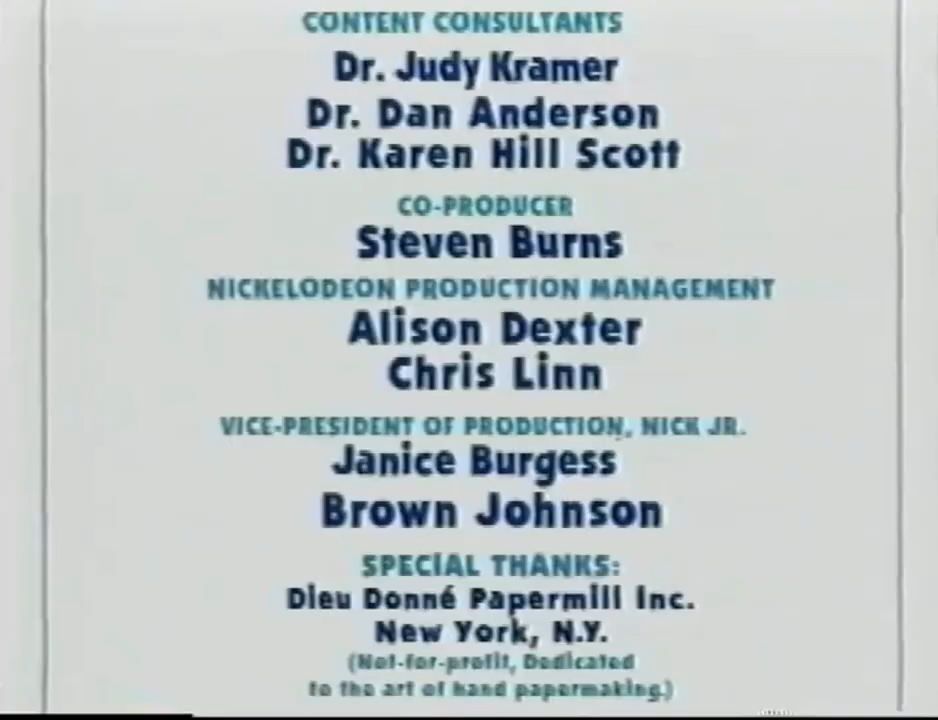 CONTENT CONSULTANTS
Dr. Judy Kramer
Dr. Dan Anderson
Dr. Karen Hill Scott
CO-PRODUCER
Steven Burns
NICKELODEON PRODUCTION MANAGEMENT
Alison Dexter
Chris Linn
VICE-PRESIDENT OF PRODUCTION, NICK JR.
Janice Burgess
Brown Johnson
SPECIAL THANKS:
Dieu Donné Papermill Inc.
New York, N.Y.
(Not-for-profit, Dedicated
to the art of hand papermaking.)